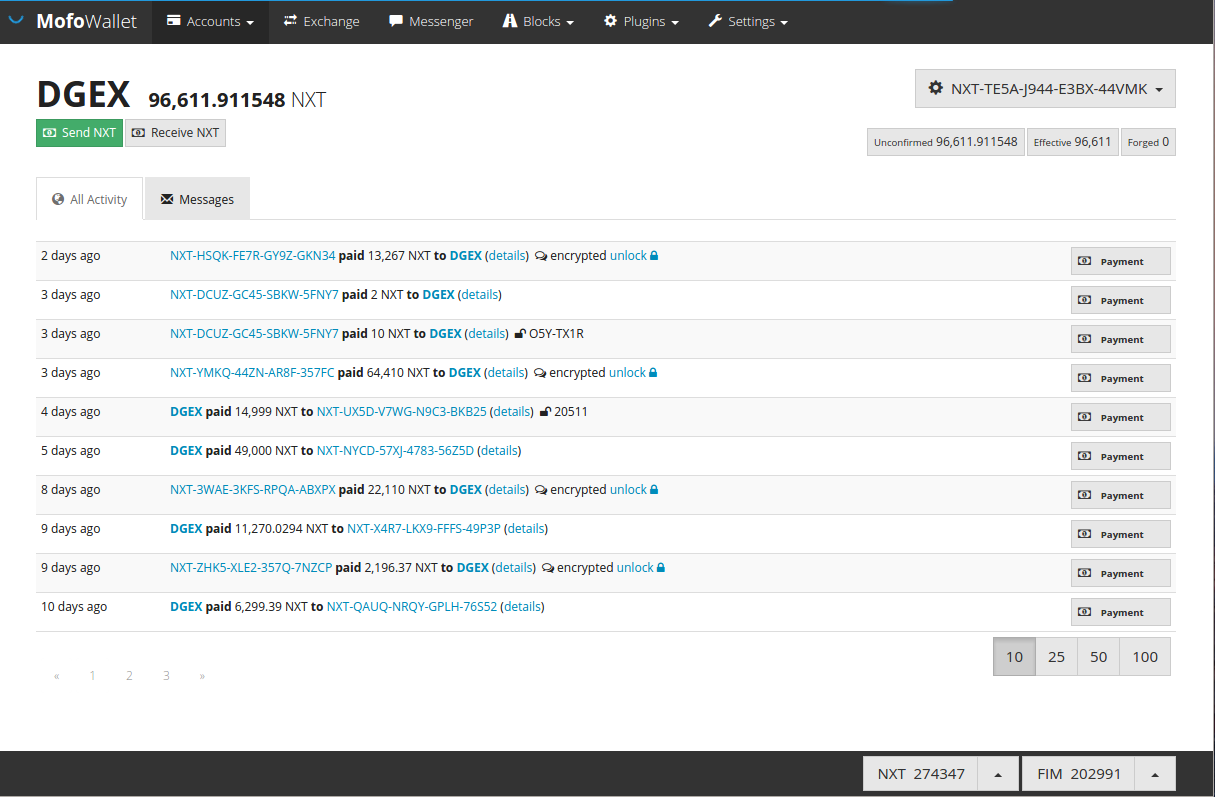 MofoWallet Accounts Exchange Messenger Blocks Plugins Settings
DGEX 96,611.911548 NXT
NXT-TE5A-J944-E3BX-44VMK
Send NXT Receive NXT
Unconfirmed 96,611.911548 Effective 96,611 Forged 0
All Activity Messages
2 days ago NXT-HSQK-FE7R-GY9Z-GKN34 paid 13,267 NXT to DGEX (details) encrypted unlock Payment
3 days ago NXT-DCUZ-GC45-SBKW-5FNY7 paid 2 NXT to DGEX (details) Payment
3 days ago NXT-DCUZ-GC45-SBKW-5FNY7 paid 10 NXT to DGEX (details) O5Y-TX1R Payment
3 days ago NXT-YMKQ-44ZN-AR8F-357FC paid 64,410 NXT to DGEX (details) encrypted unlock Payment
4 days ago DGEX paid 14,999 NXT to NXT-UX5D-V7WG-N9C3-BKB25 (details) 20511 Payment
5 days ago DGEX paid 49,000 NXT to NXT-NYCD-57XJ-4783-56Z5D (details) Payment
8 days ago NXT-3WAE-3KFS-RPQA-ABXPX paid 22,110 NXT to DGEX (details) encrypted unlock Payment
9 days ago DGEX paid 11,270.0294 NXT to NXT-X4R7-LKX9-FFFS-49P3P (details) Payment
9 days ago NXT-ZHK5-XLE2-357Q-7NZCP paid 2,196.37 NXT to DGEX (details) encrypted unlock Payment
10 days ago DGEX paid 6,299.39 NXT to NXT-QAUQ-NRQY-GPLH-76S52 (details) Payment
10 25 50 100
« 1 2 3 »
NXT 274347 FIM 202991